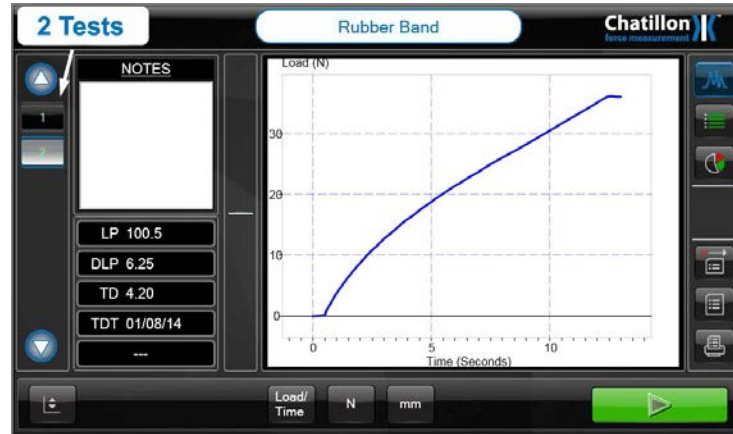 2 Tests
Rubber Band
Chatillon
force measurement
NOTES
1
2
LP 100.5
DLP 6.25
TD 4.20
TDT 01/08/14
---
Load (N)
30
20
10
0
0 5 10
Time (Seconds)
Load/
Time
N
mm